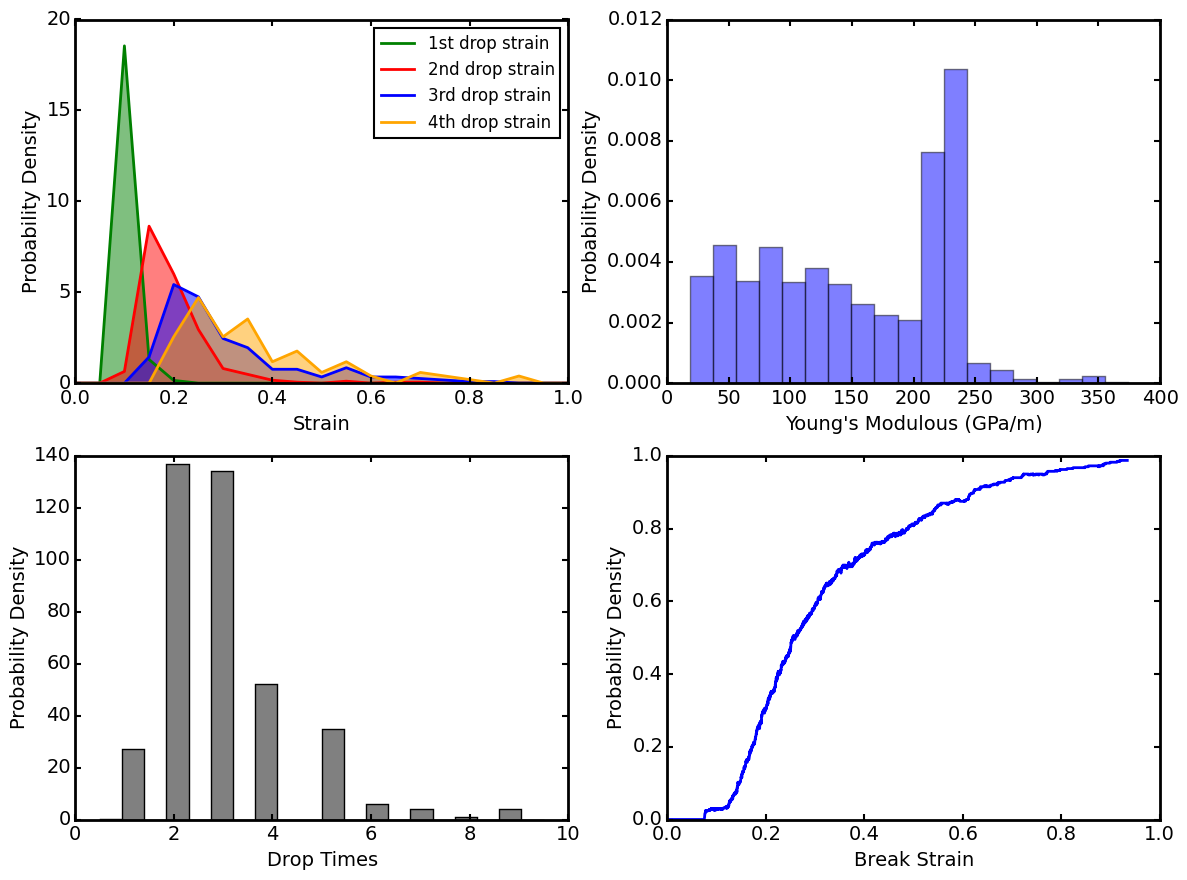 20
15
10
5
0
0.0 0.2 0.4 0.6 0.8 1.0
Probability Density
Strain
1st drop strain
2nd drop strain
3rd drop strain
4th drop strain
0.012
0.010
0.008
0.006
0.004
0.002
0.000
0 50 100 150 200 250 300 350 400
Probability Density
Young's Modulous (GPa/m)
140
120
100
80
60
40
20
0
0 2 4 6 8 10
Probability Density
Drop Times
1.0
0.8
0.6
0.4
0.2
0.0
0.0 0.2 0.4 0.6 0.8 1.0
Probability Density
Break Strain